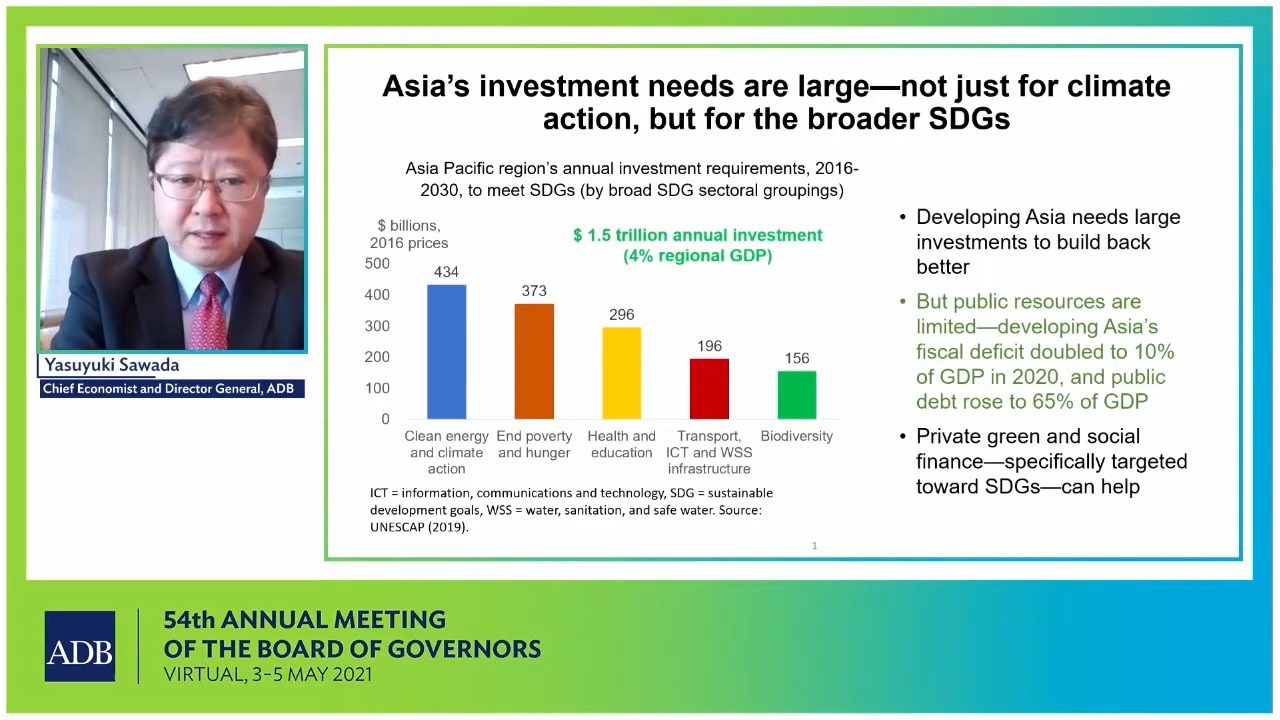 Asia's investment needs are large—not just for climate
action, but for the broader SDGs
Asia Pacific region's annual investment requirements, 2016-
2030, to meet SDGs (by broad SDG sectoral groupings)
$ billions,
2016 prices
$ 1.5 trillion annual investment
(4% regional GDP)
500
400
300
200
100
0
434
373
296
196
156
Clean energy
and climate
action
End poverty
and hunger
Health and
education
Transport,
ICT and WSS
infrastructure
Biodiversity
ICT = information, communications and technology, SDG = sustainable
development goals, WSS = water, sanitation, and safe water. Source:
UNESCAP (2019).
• Developing Asia needs large
investments to build back
better
• But public resources are
limited—developing Asia's
fiscal deficit doubled to 10%
of GDP in 2020, and public
debt rose to 65% of GDP
• Private green and social
finance—specifically targeted
toward SDGs—can help
1
Yasuyuki Sawada
Chief Economist and Director General, ADB
ADB
54th ANNUAL MEETING
OF THE BOARD OF GOVERNORS
VIRTUAL, 3–5 MAY 2021